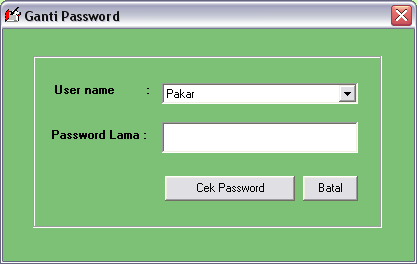 Ganti Password
User name : Pakar
Password Lama :
Cek Password Batal